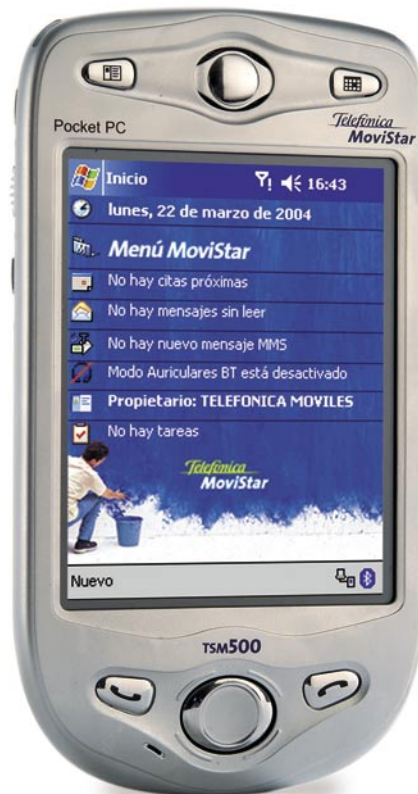 Pocket PC
Telefónica
MoviStar
Inicio
16:43
lunes, 22 de marzo de 2004
Menú MoviStar
No hay citas próximas
No hay mensajes sin leer
No hay nuevo mensaje MMS
Modo Auriculares BT está desactivado
Propietario: TELEFONICA MOVILES
No hay tareas
Telefónica
MoviStar
Nuevo
TSM500